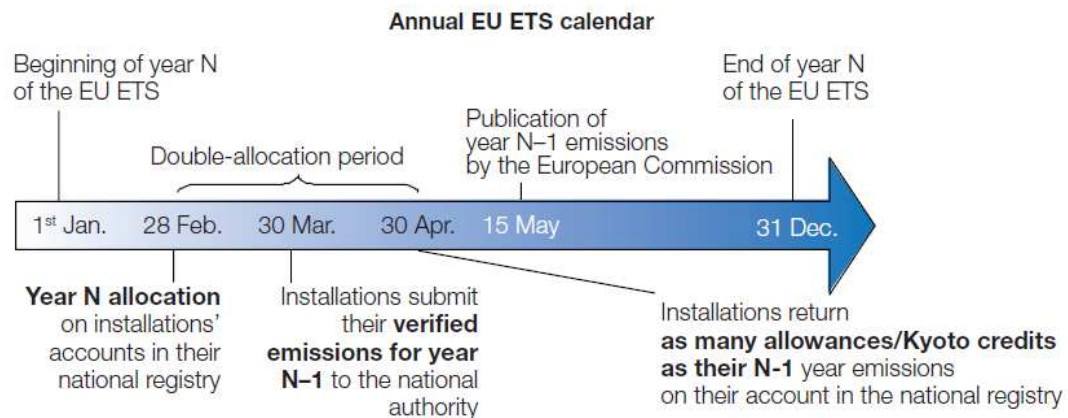 Annual EU ETS calendar
Beginning of year N
of the EU ETS
End of year N
of the EU ETS
Publication of
year N–1 emissions
by the European Commission
Double-allocation period
1st Jan.
28 Feb.
30 Mar.
30 Apr.
15 May
31 Dec.
Year N allocation
on installations'
accounts in their
national registry
Installations submit
their verified
emissions for year
N–1 to the national
authority
Installations return
as many allowances/Kyoto credits
as their N-1 year emissions
on their account in the national registry